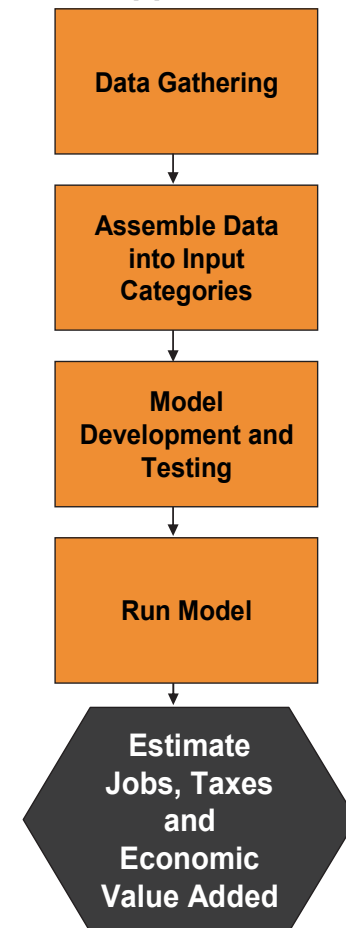 Data Gathering
Assemble Data
into Input
Categories
Model
Development and
Testing
Run Model
Estimate
Jobs, Taxes
and
Economic
Value Added